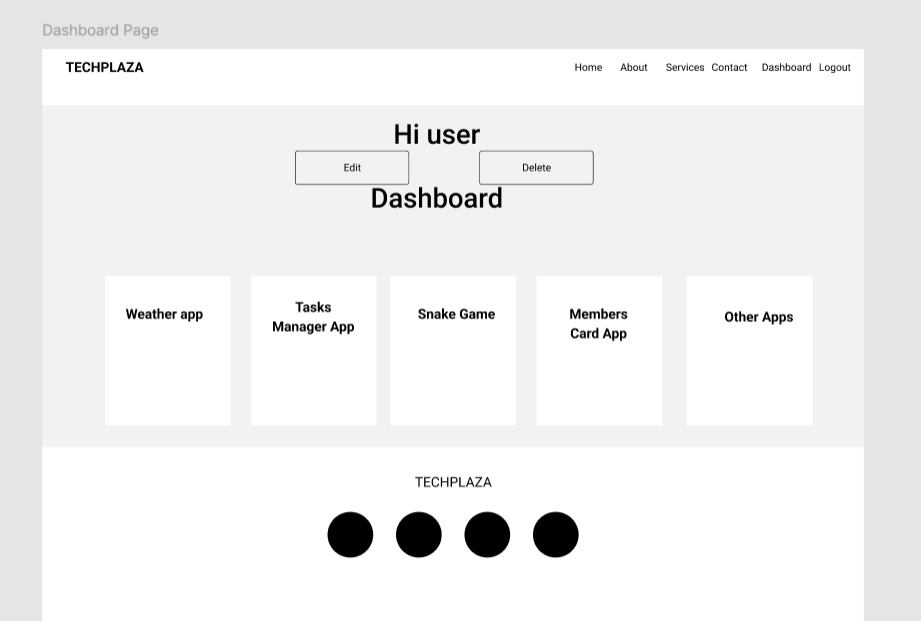 Dashboard Page
TECHPLAZA
Home About Services Contact Dashboard Logout
Hi user
Edit Delete
Dashboard
Weather app
Tasks
Manager App
Snake Game
Members
Card App
Other Apps
TECHPLAZA